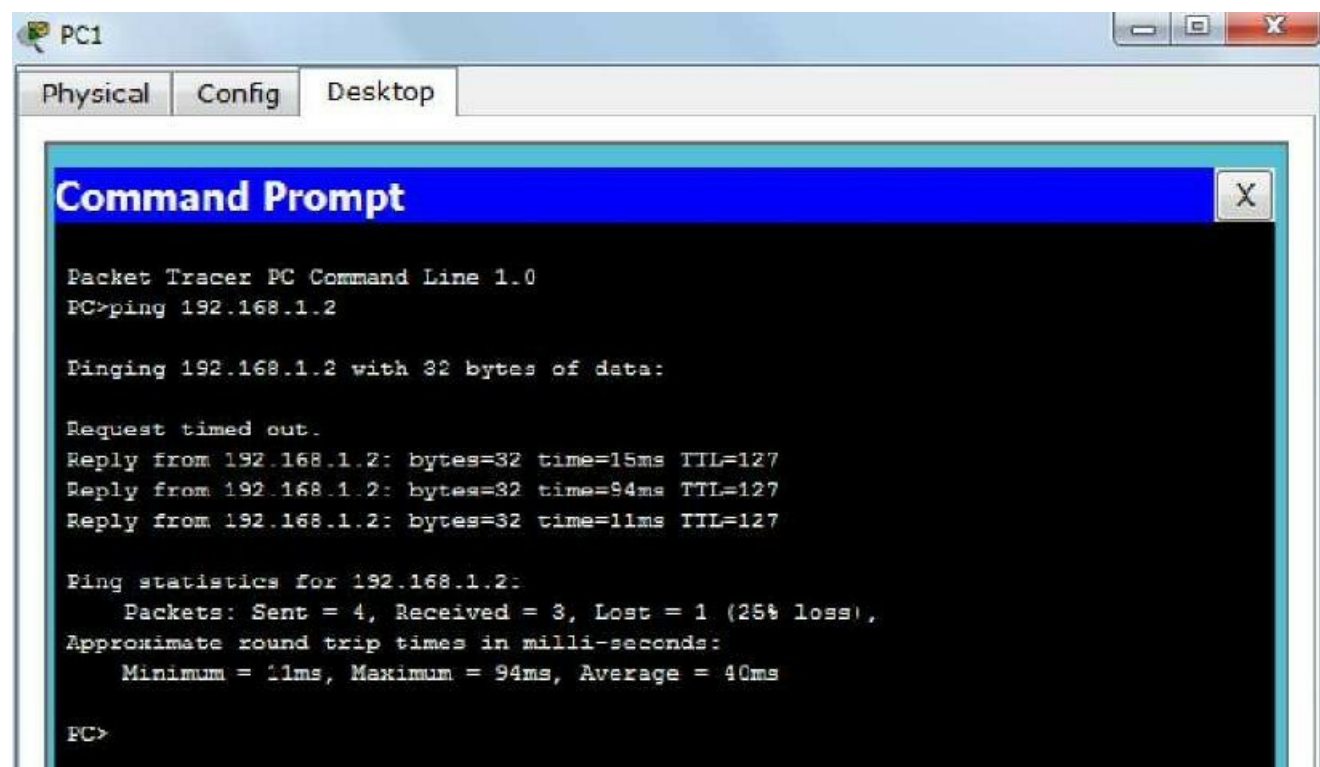 PC1
Physical Config Desktop
Command Prompt
X
Packet Tracer PC Command Line 1.0
PC>ping 192.168.1.2
Pinging 192.168.1.2 with 32 bytes of data:
Request timed out.
Reply from 192.168.1.2: bytes=32 time=15ms TTL=127
Reply from 192.168.1.2: bytes=32 time=94ms TTL=127
Reply from 192.168.1.2: bytes=32 time=11ms TTL=127
Ping statistics for 192.168.1.2:
Packets: Sent = 4, Received = 3, Lost = 1 (25% loss),
Approximate round trip times in milli-seconds:
Minimum = 11ms, Maximum = 94ms, Average = 40ms
PC>